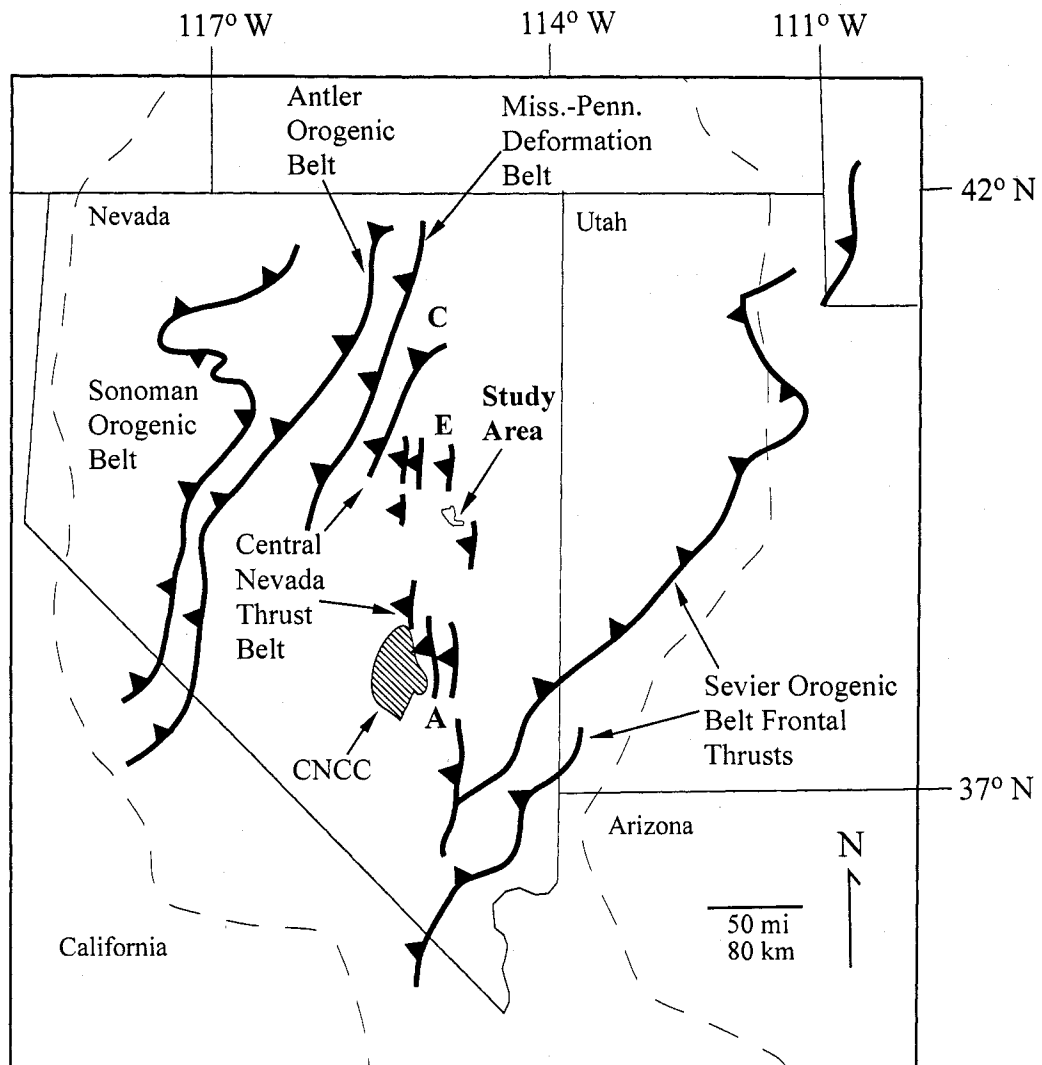 117° W
114° W
111° W
Antler
Orogenic
Belt
Miss.-Penn.
Deformation
Belt
42° N
Nevada
Utah
C
Sonoman
Orogenic
Belt
Study
Area
E
Central
Nevada
Thrust
Belt
Sevier Orogenic
Belt Frontal
Thrusts
A
CNCC
37° N
Arizona
N
50 mi
80 km
California